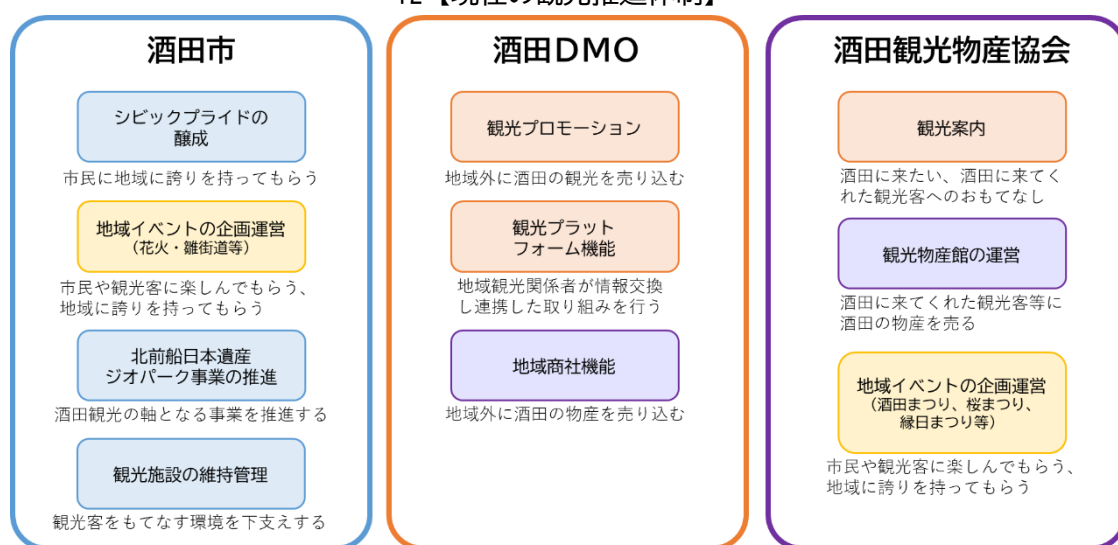 【現在の観光推進体制】
酒田市
シビックプライドの
醸成
市民に地域に誇りを持ってもらう
地域イベントの企画運営
(花火・雛街道等)
市民や観光客に楽しんでもらう、
地域に誇りを持ってもらう
北前船日本遺産
ジオパーク事業の推進
酒田観光の軸となる事業を推進する
観光施設の維持管理
観光客をもてなす環境を下支えする
酒田DMO
観光プロモーション
地域外に酒田の観光を売り込む
観光プラット
フォーム機能
地域観光関係者が情報交換
し連携した取り組みを行う
地域商社機能
地域外に酒田の物産を売り込む
酒田観光物産協会
観光案内
酒田に来たい、酒田に来てく
れた観光客へのおもてなし
観光物産館の運営
酒田に来てくれた観光客等に
酒田の物産を売る
地域イベントの企画運営
(酒田まつり、桜まつり、
縁日まつり等)
市民や観光客に楽しんでもらう、
地域に誇りを持ってもらう